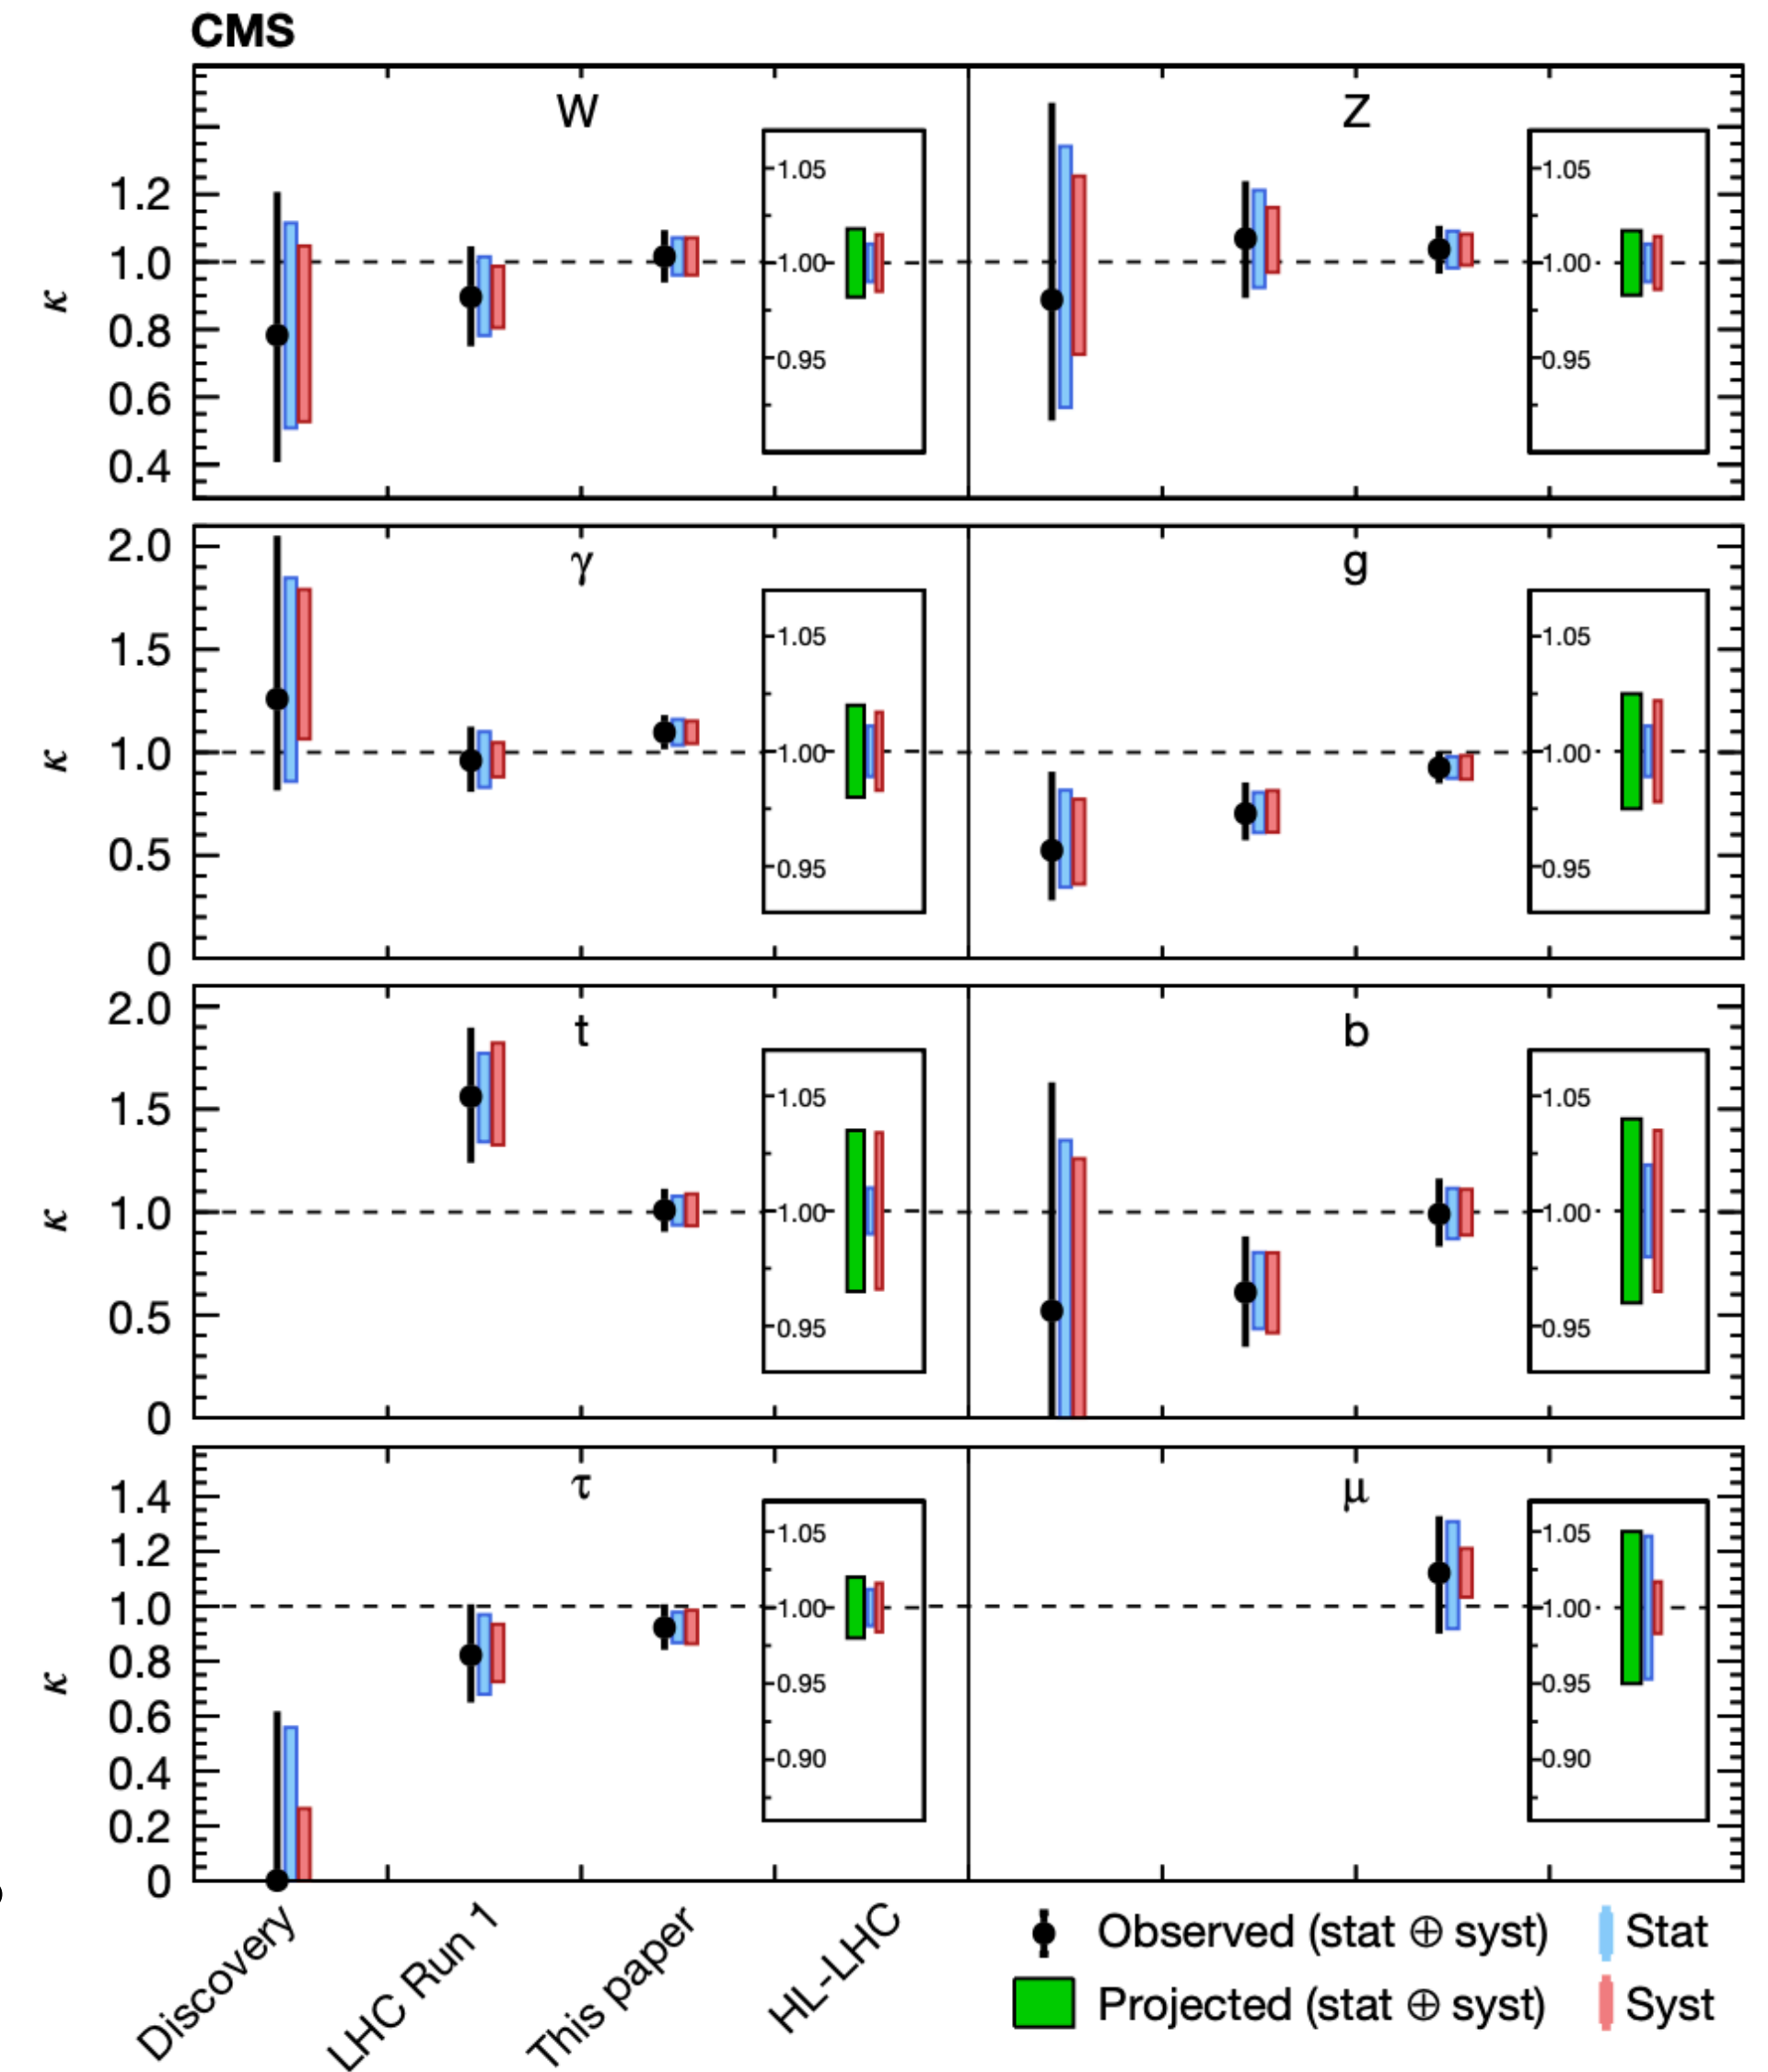 CMS
W
Z
1.2
1.0
0.8
0.6
0.4
κ
1.05
1.00
0.95
1.05
1.00
0.95
γ
g
2.0
1.5
1.0
0.5
0
κ
1.05
1.00
0.95
1.05
1.00
0.95
t
b
2.0
1.5
1.0
0.5
0
κ
1.05
1.00
0.95
1.05
1.00
0.95
τ
μ
1.4
1.2
1.0
0.8
0.6
0.4
0.2
0
κ
1.05
1.00
0.95
0.90
1.05
1.00
0.95
0.90
Discovery
LHC Run 1
This paper
HL-LHC
Observed (stat ⊕ syst)
Stat
Projected (stat ⊕ syst)
Syst